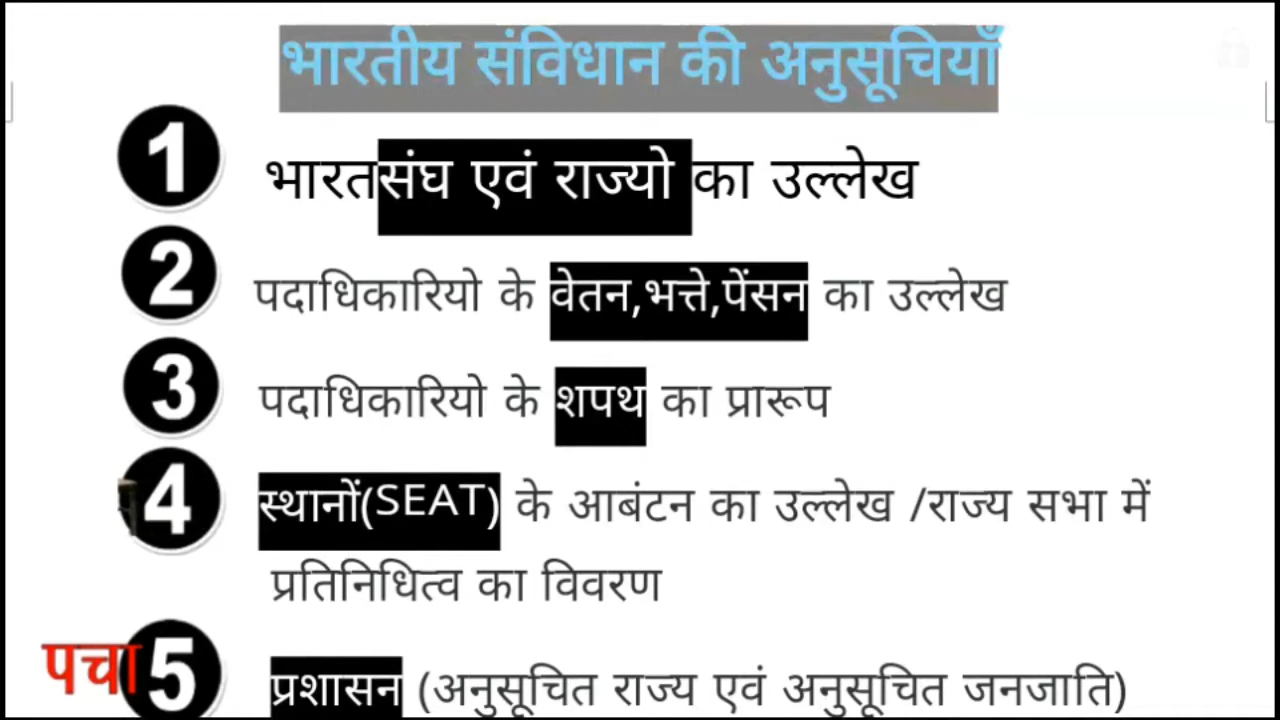 भारतीय संविधान की अनुसूचियाँ
1 भारतसंघ एवं राज्यो का उल्लेख
2 पदाधिकारियो के वेतन,भत्ते,पेंसन का उल्लेख
3 पदाधिकारियो के शपथ का प्रारूप
4 स्थानों(SEAT) के आबंटन का उल्लेख /राज्य सभा में
प्रतिनिधित्व का विवरण
पचा 5 प्रशासन (अनुसूचित राज्य एवं अनुसूचित जनजाति)